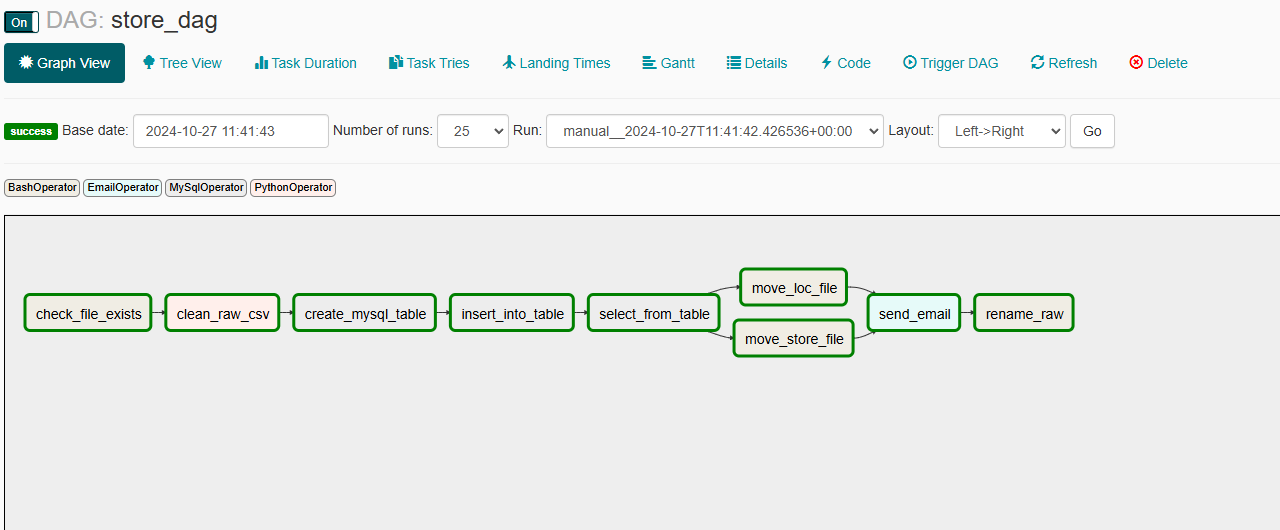 On DAG: store_dag
Graph View Tree View Task Duration Task Tries Landing Times Gantt Details Code Trigger DAG Refresh Delete
success Base date: 2024-10-27 11:41:43 Number of runs: 25 Run: manual__2024-10-27T11:41:42.426536+00:00 Layout: Left->Right Go
BashOperator EmailOperator MySqlOperator PythonOperator
move_loc_file
check_file_exists clean_raw_csv create_mysql_table insert_into_table select_from_table send_email rename_raw
move_store_file